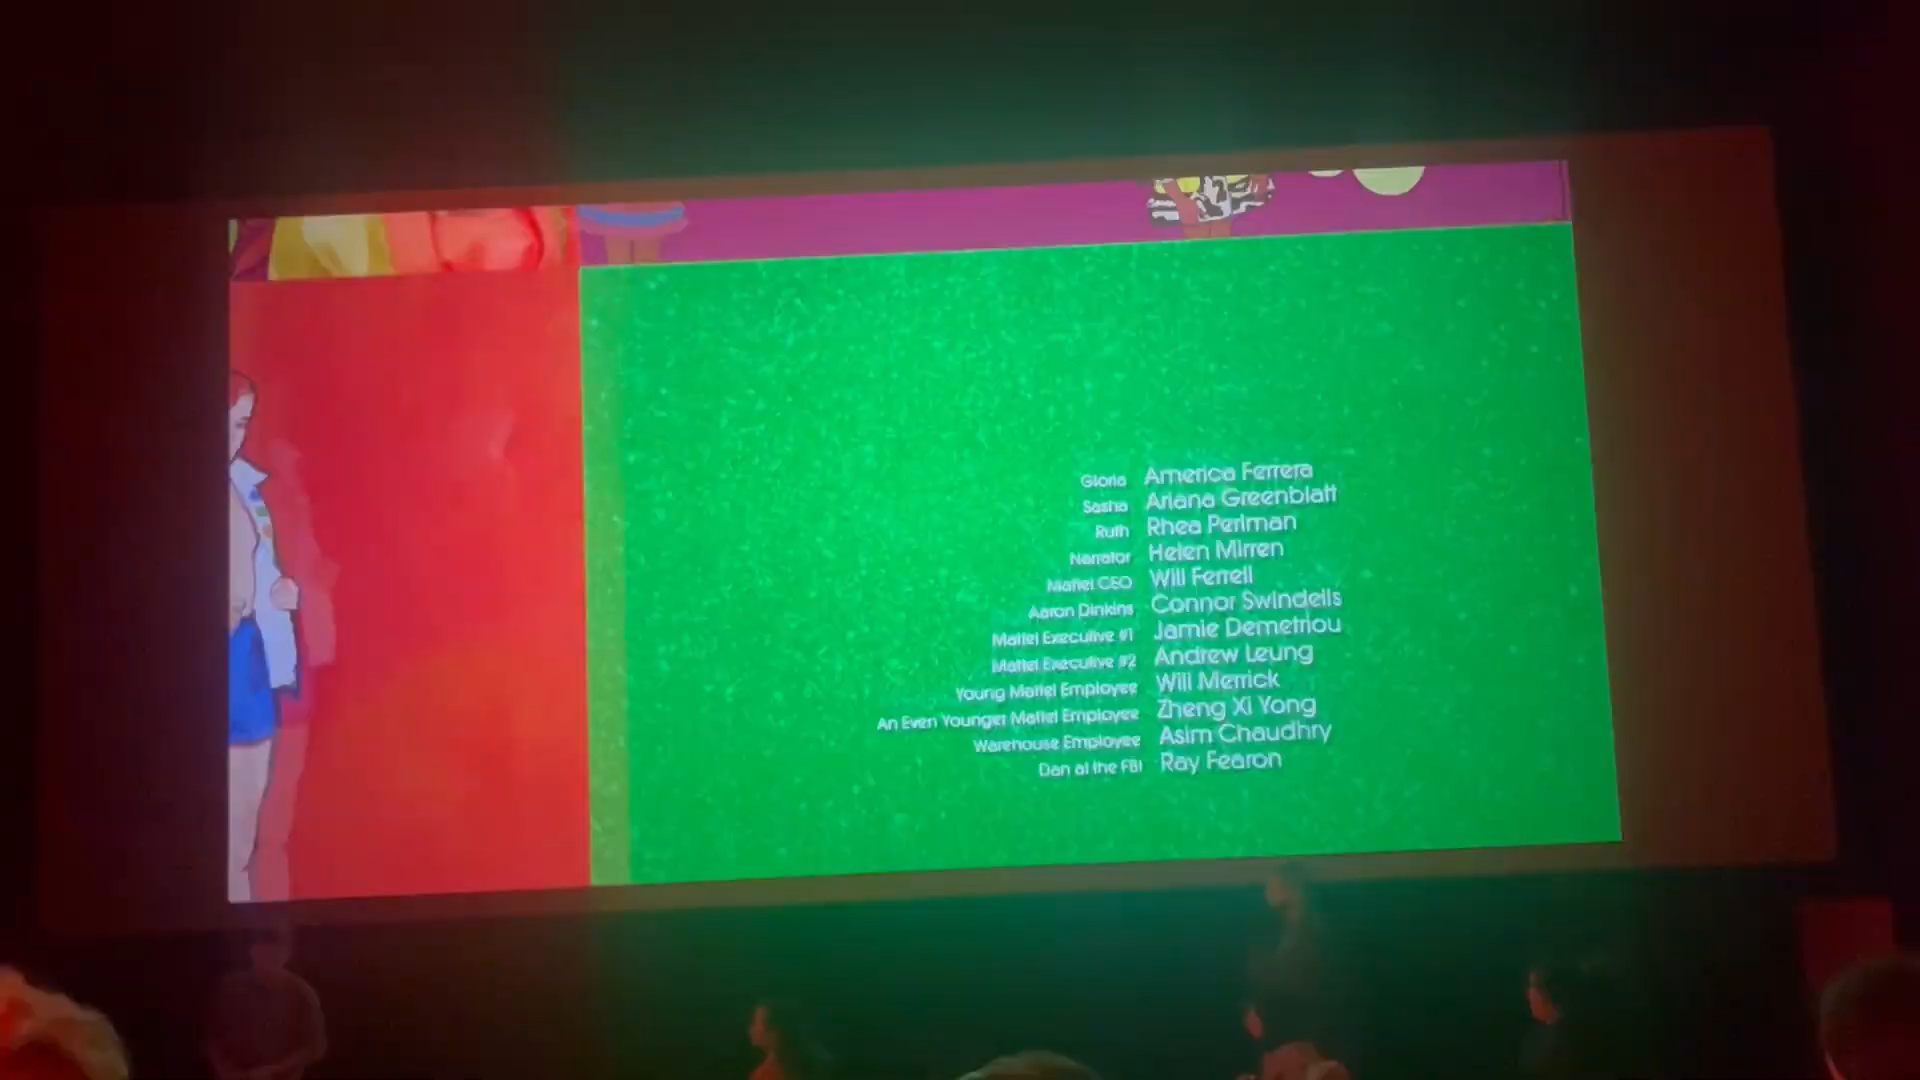 Gloria America Ferrera
Sasha Ariana Greenblatt
Ruth Rhea Perlman
Narrator Helen Mirren
Mattel CEO Will Ferrell
Aaron Dinkins Connor Swindells
Mattel Executive #1 Jamie Demetriou
Mattel Executive #2 Andrew Leung
Young Mattel Employee Will Merrick
An Even Younger Mattel Employee Zheng Xi Yong
Warehouse Employee Asim Chaudhry
Dan at the FBI Ray Fearon